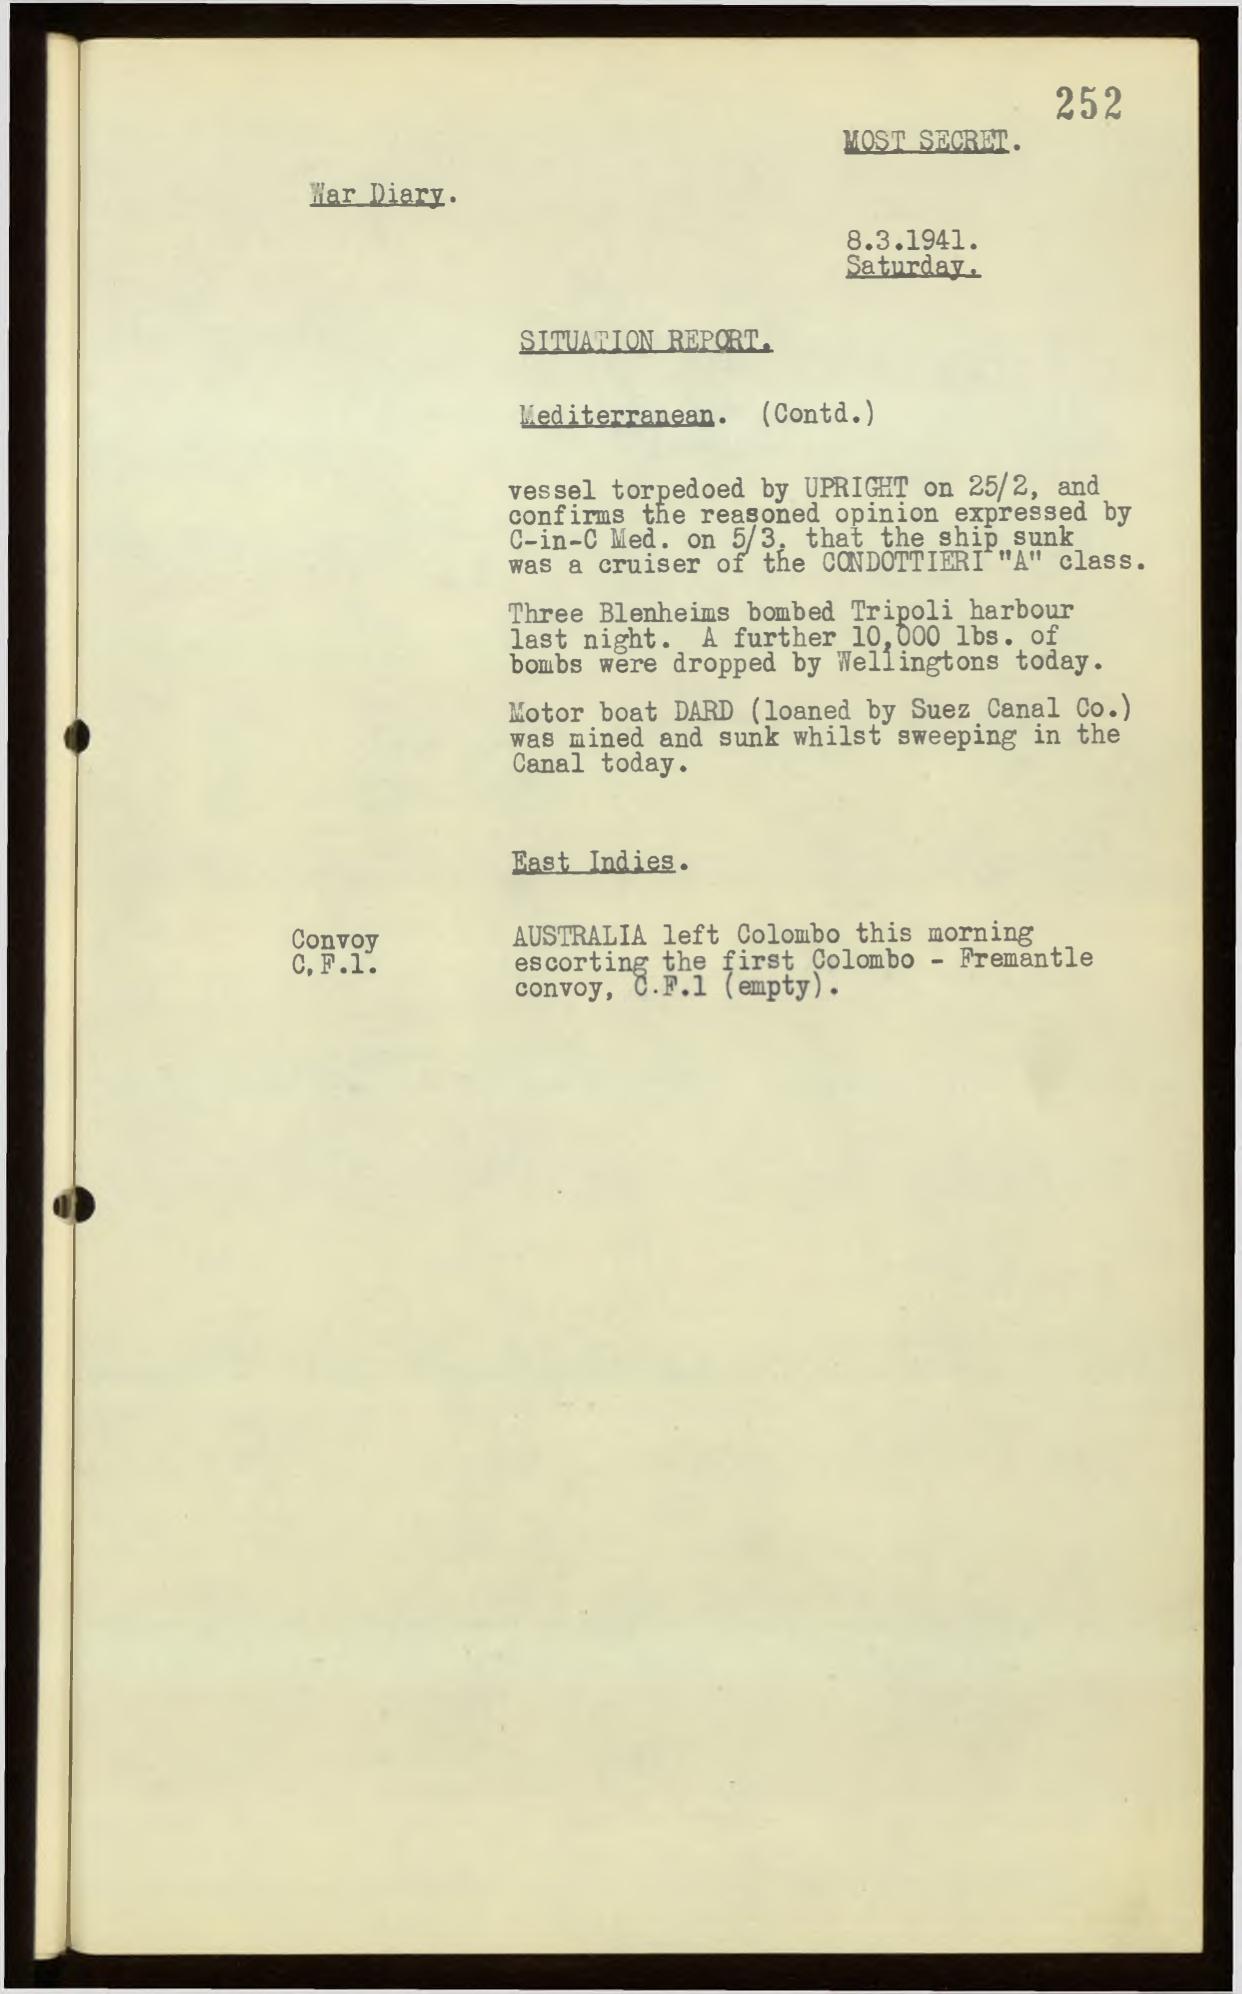 252
MOST SECRET.
War Diary.
8.3.1941.
Saturday.
SITUATION REPORT.
Mediterranean. (Contd.)
vessel torpedoed by UPRIGHT on 25/2, and
confirms the reasoned opinion expressed by
C-in-C Med. on 5/3. that the ship sunk
was a cruiser of the CONDOTTIERI "A" class.
Three Blenheims bombed Tripoli harbour
last night. A further 10,000 lbs. of
bombs were dropped by Wellingtons today.
Motor boat DARD (loaned by Suez Canal Co.)
was mined and sunk whilst sweeping in the
Canal today.
East Indies.
Convoy
C,F.1.
AUSTRALIA left Colombo this morning
escorting the first Colombo - Fremantle
convoy, C.F.1 (empty).